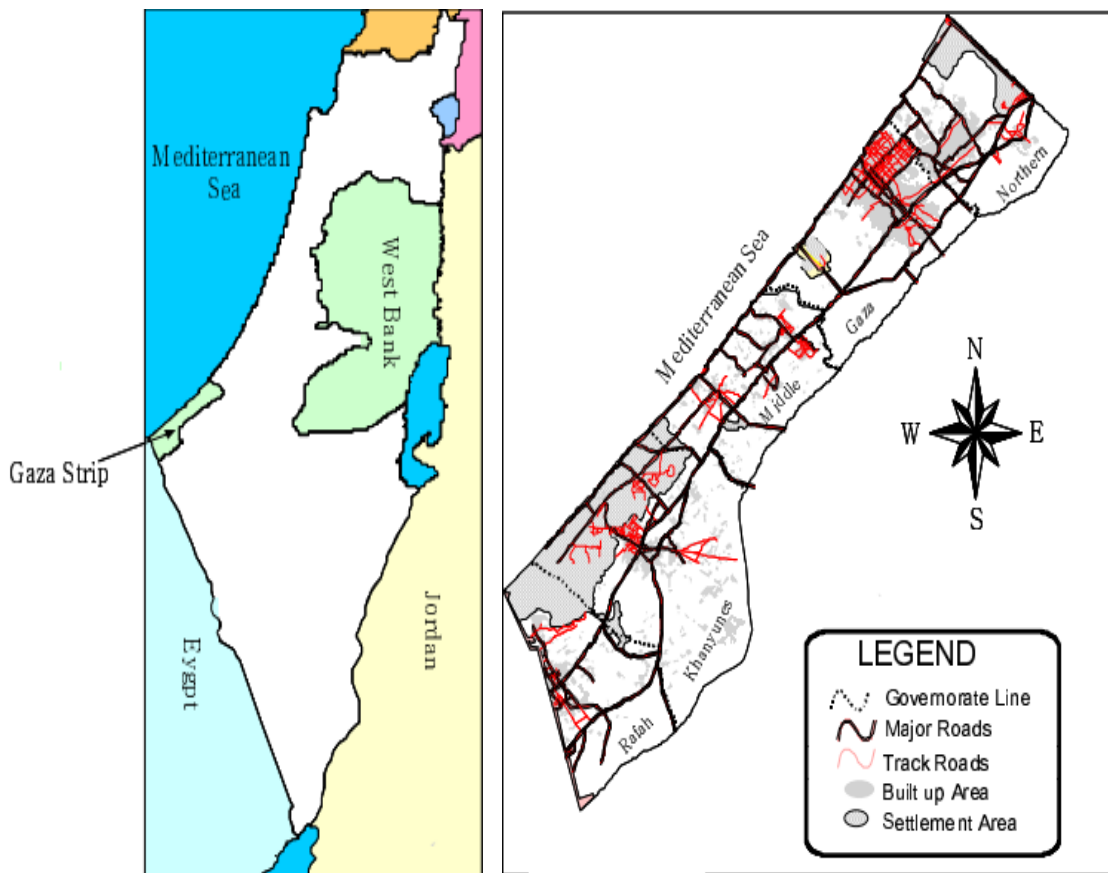 Mediterranean
Sea
West Bank
Gaza Strip
Jordan
Eygpt
Mediterranean Sea
Northern
Gaza
Middle
Khanyunes
Rafah
N
W
E
S
LEGEND
Governorate Line
Major Roads
Track Roads
Built up Area
Settlement Area